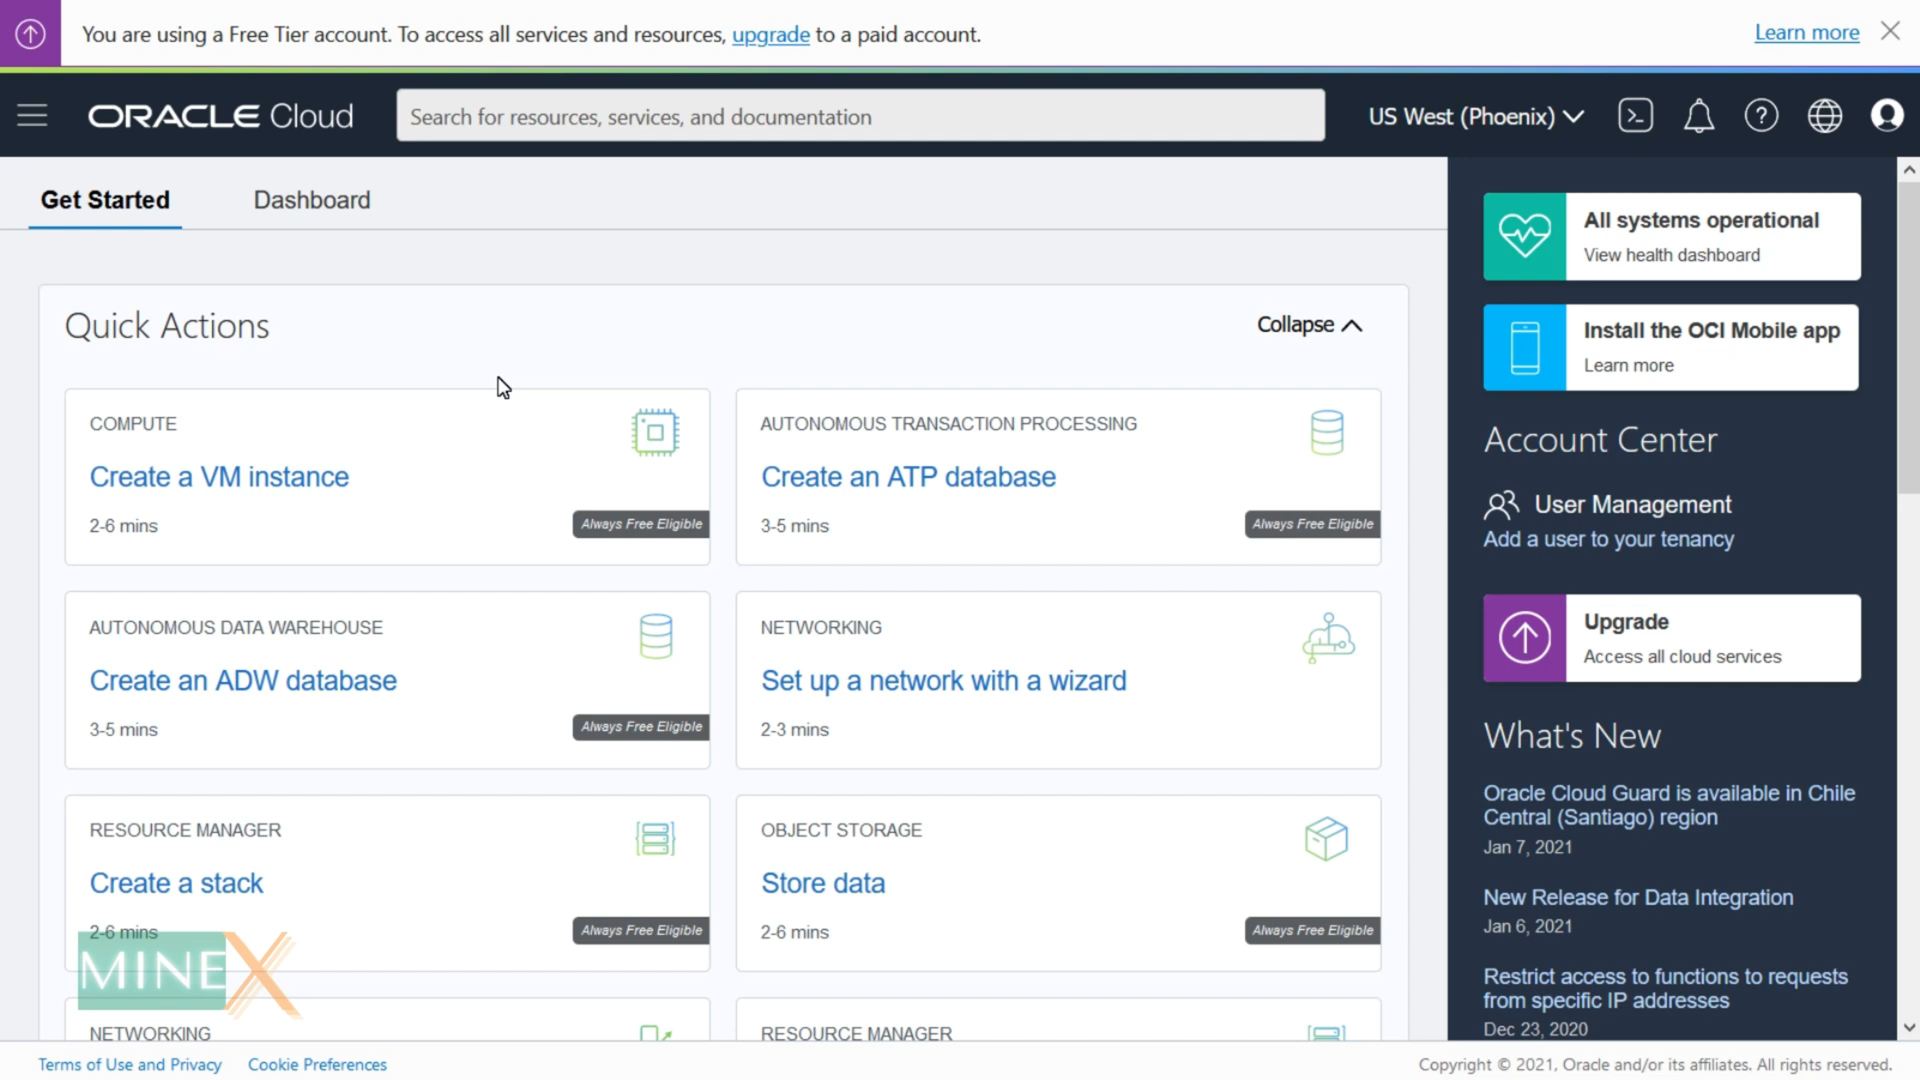 You are using a Free Tier account. To access all services and resources, upgrade to a paid account.
Learn more
ORACLE Cloud
Search for resources, services, and documentation
US West (Phoenix)
Get Started
Dashboard
Quick Actions
Collapse
COMPUTE
Create a VM instance
2-6 mins
Always Free Eligible
AUTONOMOUS TRANSACTION PROCESSING
Create an ATP database
3-5 mins
Always Free Eligible
AUTONOMOUS DATA WAREHOUSE
Create an ADW database
3-5 mins
Always Free Eligible
NETWORKING
Set up a network with a wizard
2-3 mins
RESOURCE MANAGER
Create a stack
2-6 mins
Always Free Eligible
OBJECT STORAGE
Store data
2-6 mins
Always Free Eligible
MINEX
NETWORKING
RESOURCE MANAGER
All systems operational
View health dashboard
Install the OCI Mobile app
Learn more
Account Center
User Management
Add a user to your tenancy
Upgrade
Access all cloud services
What's New
Oracle Cloud Guard is available in Chile
Central (Santiago) region
Jan 7, 2021
New Release for Data Integration
Jan 6, 2021
Restrict access to functions to requests
from specific IP addresses
Dec 23, 2020
Terms of Use and Privacy
Cookie Preferences
Copyright © 2021, Oracle and/or its affiliates. All rights reserved.